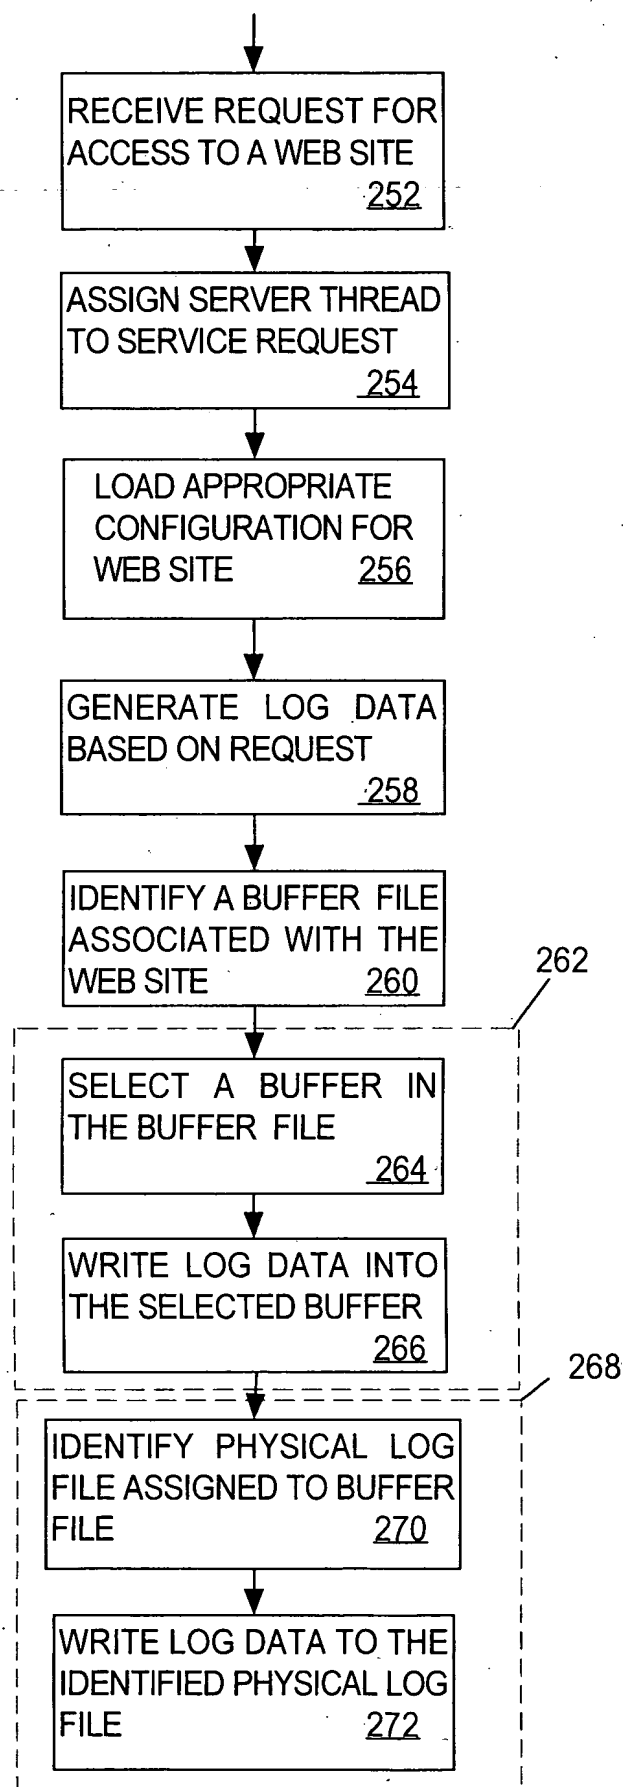 RECEIVE REQUEST FOR
ACCESS TO A WEB SITE
252
ASSIGN SERVER THREAD
TO SERVICE REQUEST
254
LOAD APPROPRIATE
CONFIGURATION FOR
WEB SITE 256
GENERATE LOG DATA
BASED ON REQUEST
258
IDENTIFY A BUFFER FILE
ASSOCIATED WITH THE
WEB SITE 260
262
SELECT A BUFFER IN
THE BUFFER FILE
264
WRITE LOG DATA INTO
THE SELECTED BUFFER
266
268
IDENTIFY PHYSICAL LOG
FILE ASSIGNED TO BUFFER
FILE 270
WRITE LOG DATA TO THE
IDENTIFIED PHYSICAL LOG
FILE 272